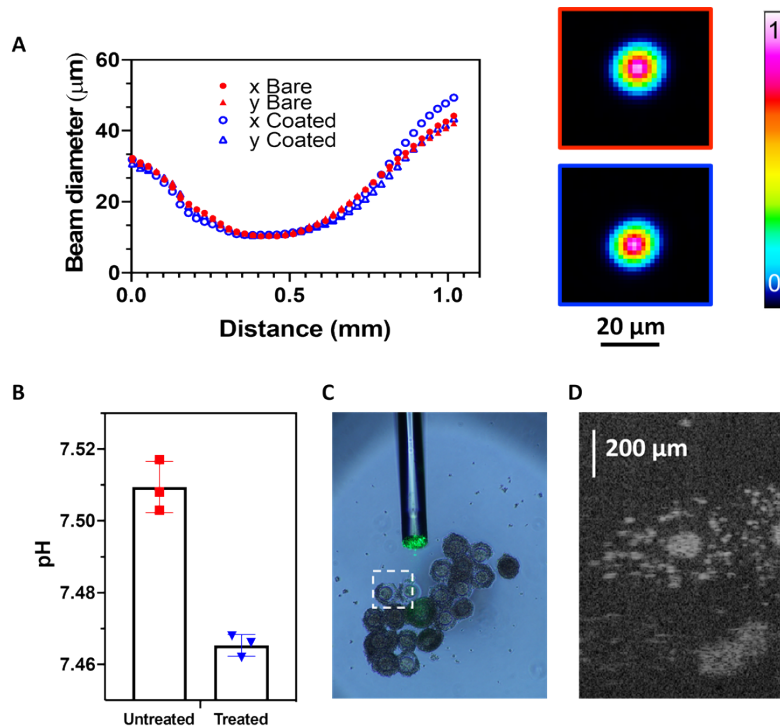 A
60
40
20
0
Beam diameter (μm)
x Bare
y Bare
x Coated
y Coated
0.0
0.5
1.0
Distance (mm)
1
0
20 μm
B
7.52
7.50
7.48
7.46
pH
Untreated
Treated
C
D
200 μm